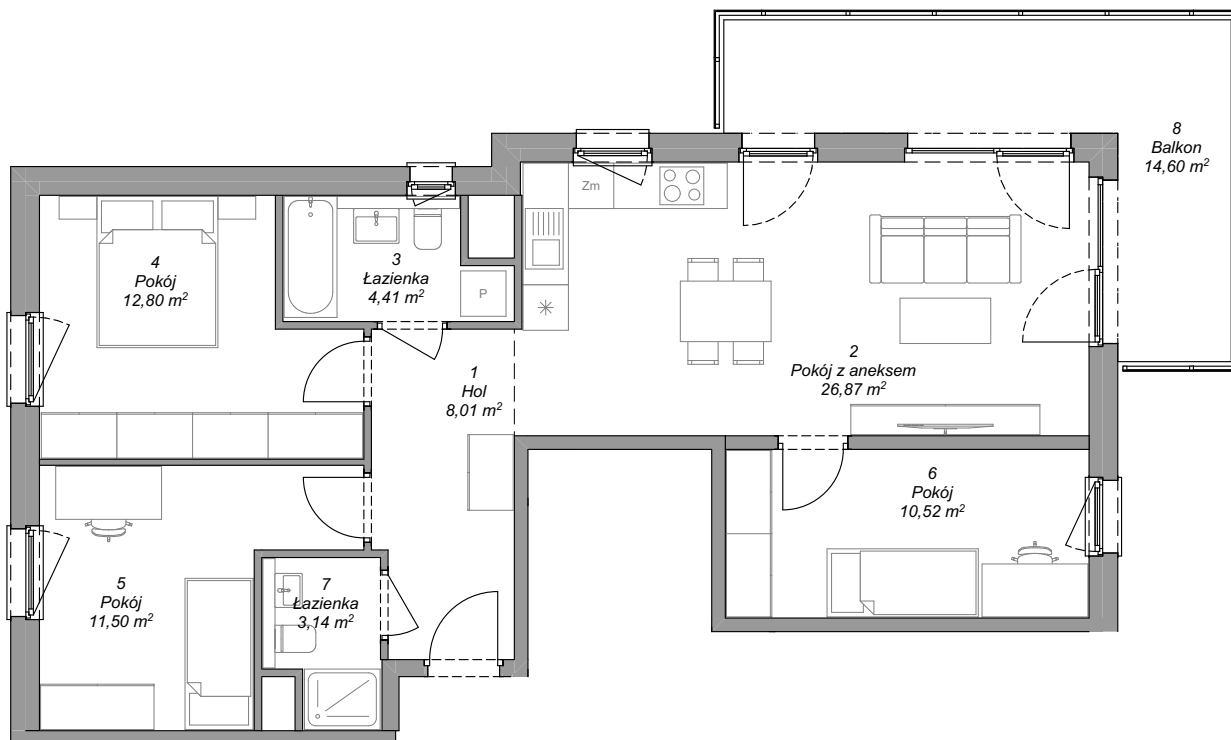 8
Balkon
14,60 m²
Zm
4
Pokój
12,80 m²
3
Łazienka
4,41 m²
P
2
Pokój z aneksem
26,87 m²
1
Hol
8,01 m²
6
Pokój
10,52 m²
5
Pokój
11,50 m²
7
Łazienka
3,14 m²